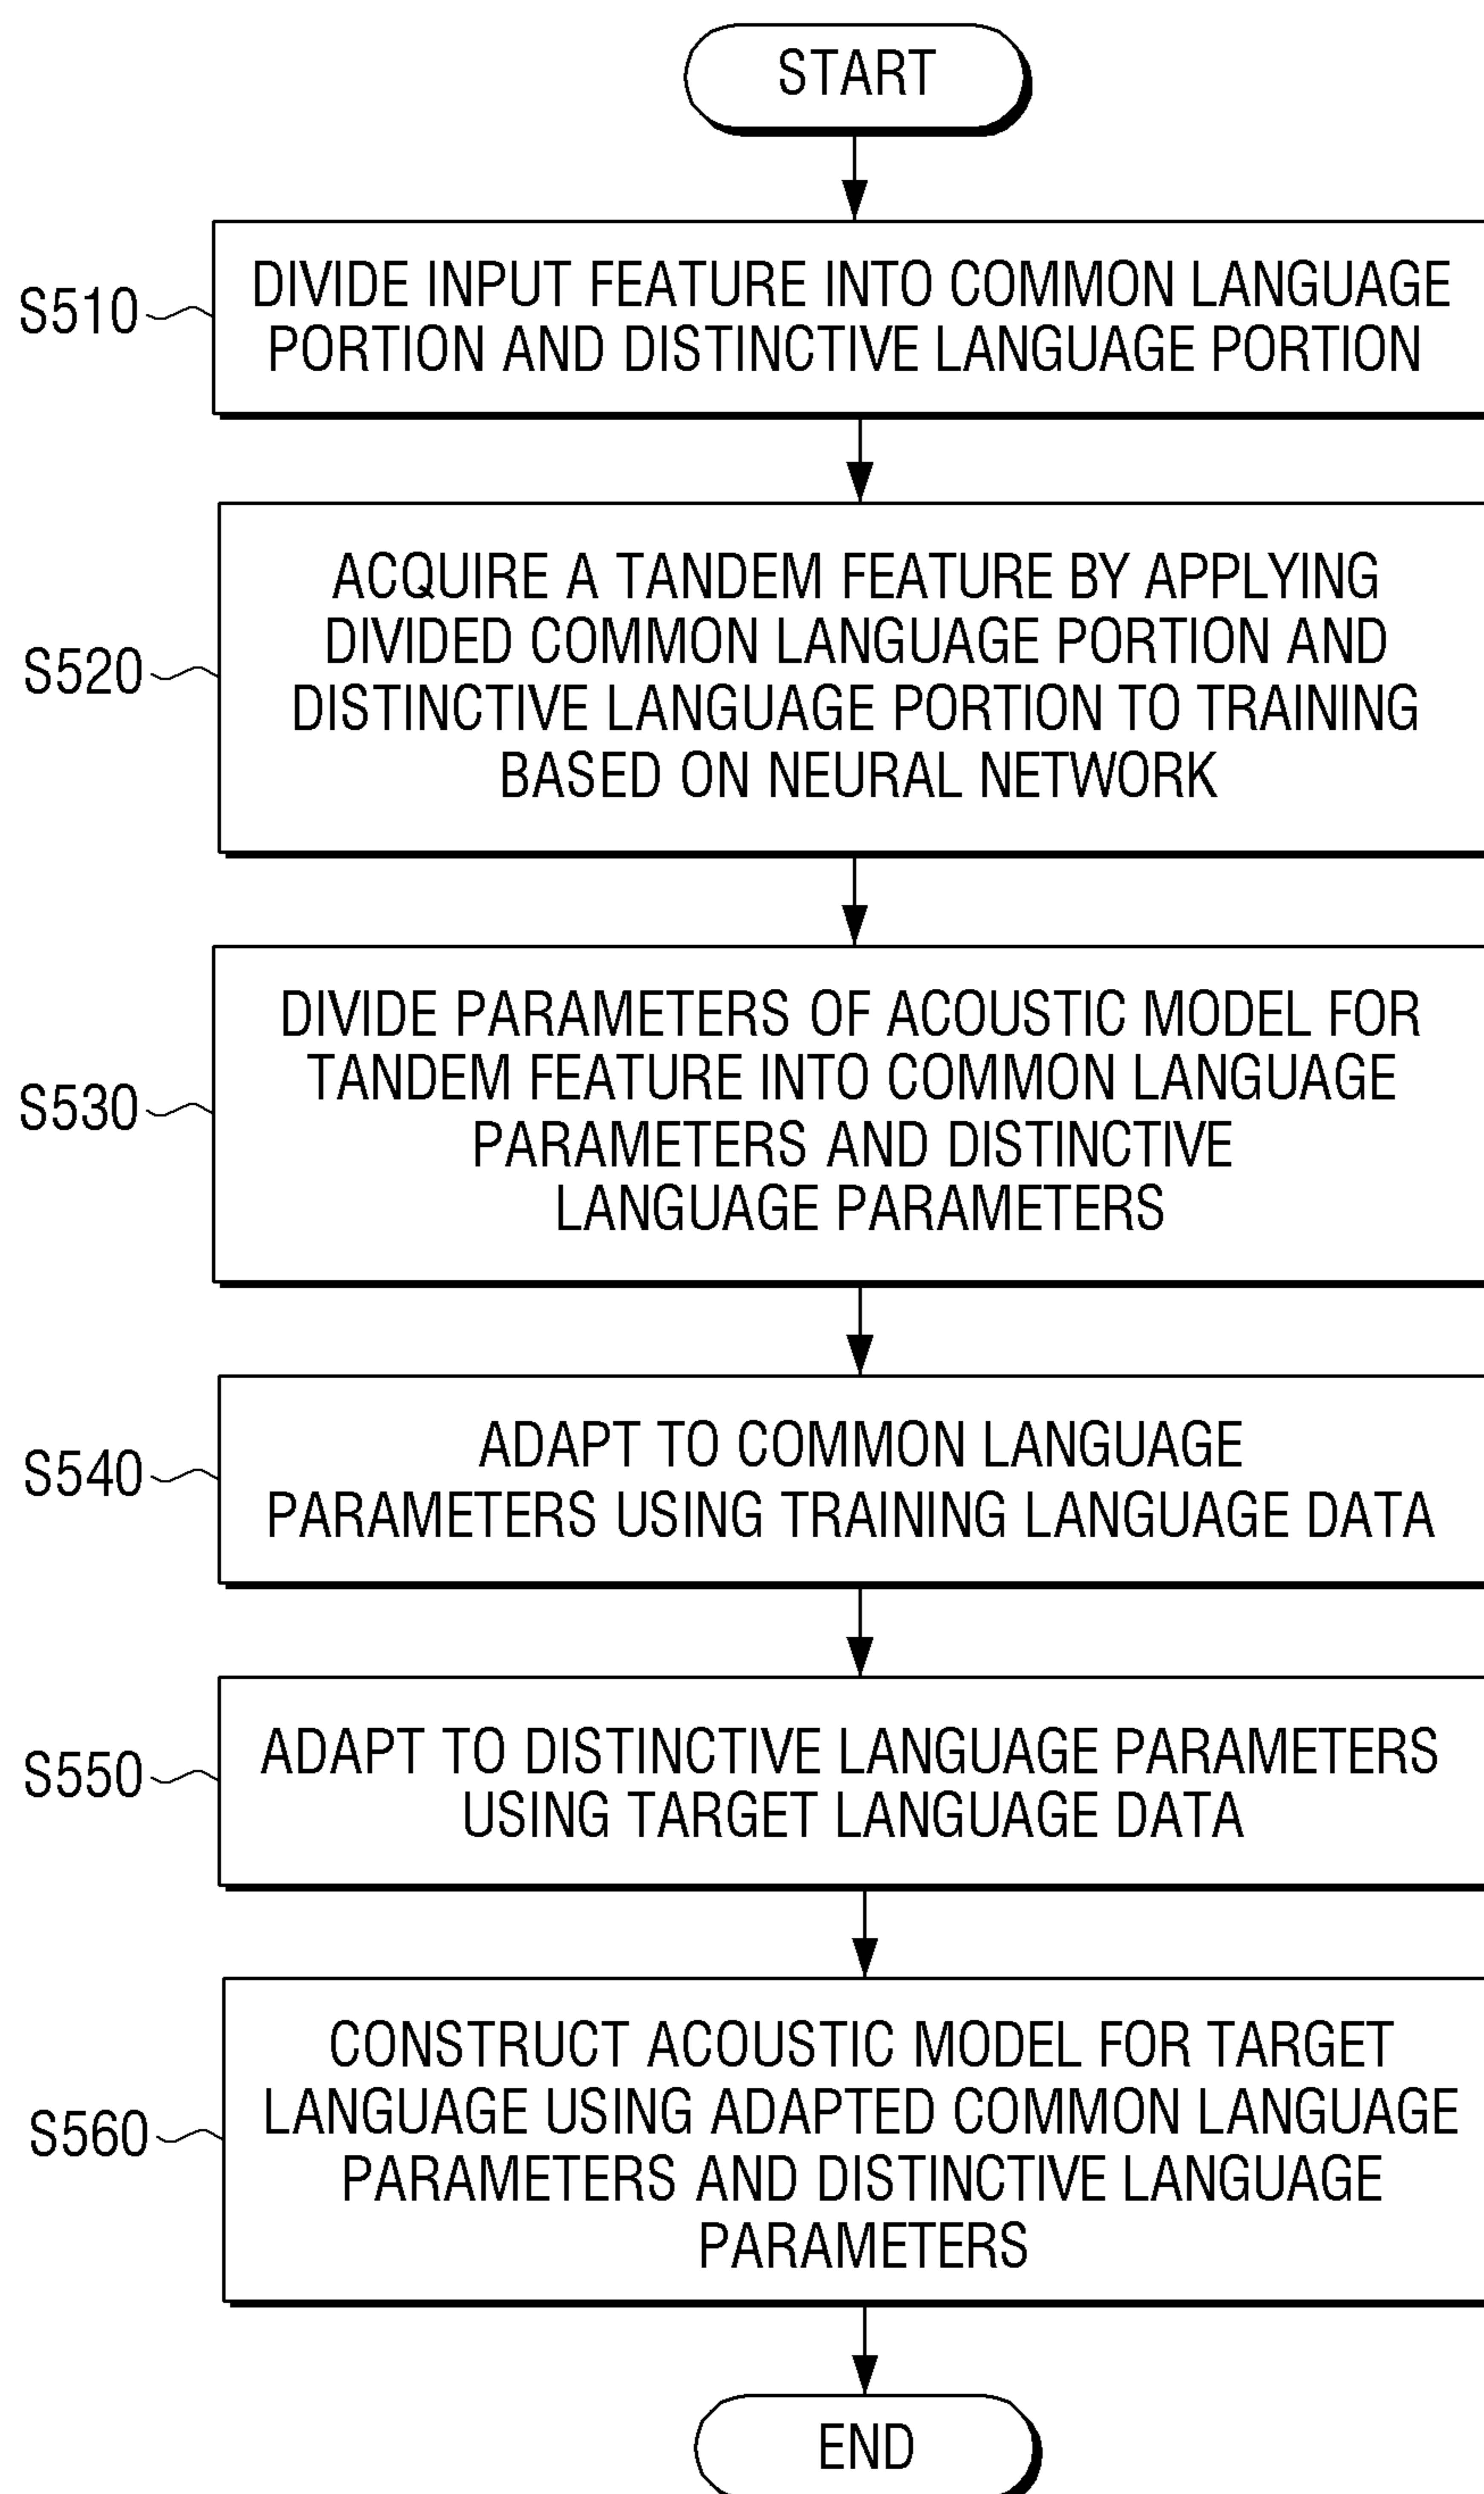 START
S510
DIVIDE INPUT FEATURE INTO COMMON LANGUAGE
PORTION AND DISTINCTIVE LANGUAGE PORTION
S520
ACQUIRE A TANDEM FEATURE BY APPLYING
DIVIDED COMMON LANGUAGE PORTION AND
DISTINCTIVE LANGUAGE PORTION TO TRAINING
BASED ON NEURAL NETWORK
S530
DIVIDE PARAMETERS OF ACOUSTIC MODEL FOR
TANDEM FEATURE INTO COMMON LANGUAGE
PARAMETERS AND DISTINCTIVE
LANGUAGE PARAMETERS
S540
ADAPT TO COMMON LANGUAGE
PARAMETERS USING TRAINING LANGUAGE DATA
S550
ADAPT TO DISTINCTIVE LANGUAGE PARAMETERS
USING TARGET LANGUAGE DATA
S560
CONSTRUCT ACOUSTIC MODEL FOR TARGET
LANGUAGE USING ADAPTED COMMON LANGUAGE
PARAMETERS AND DISTINCTIVE LANGUAGE
PARAMETERS
END